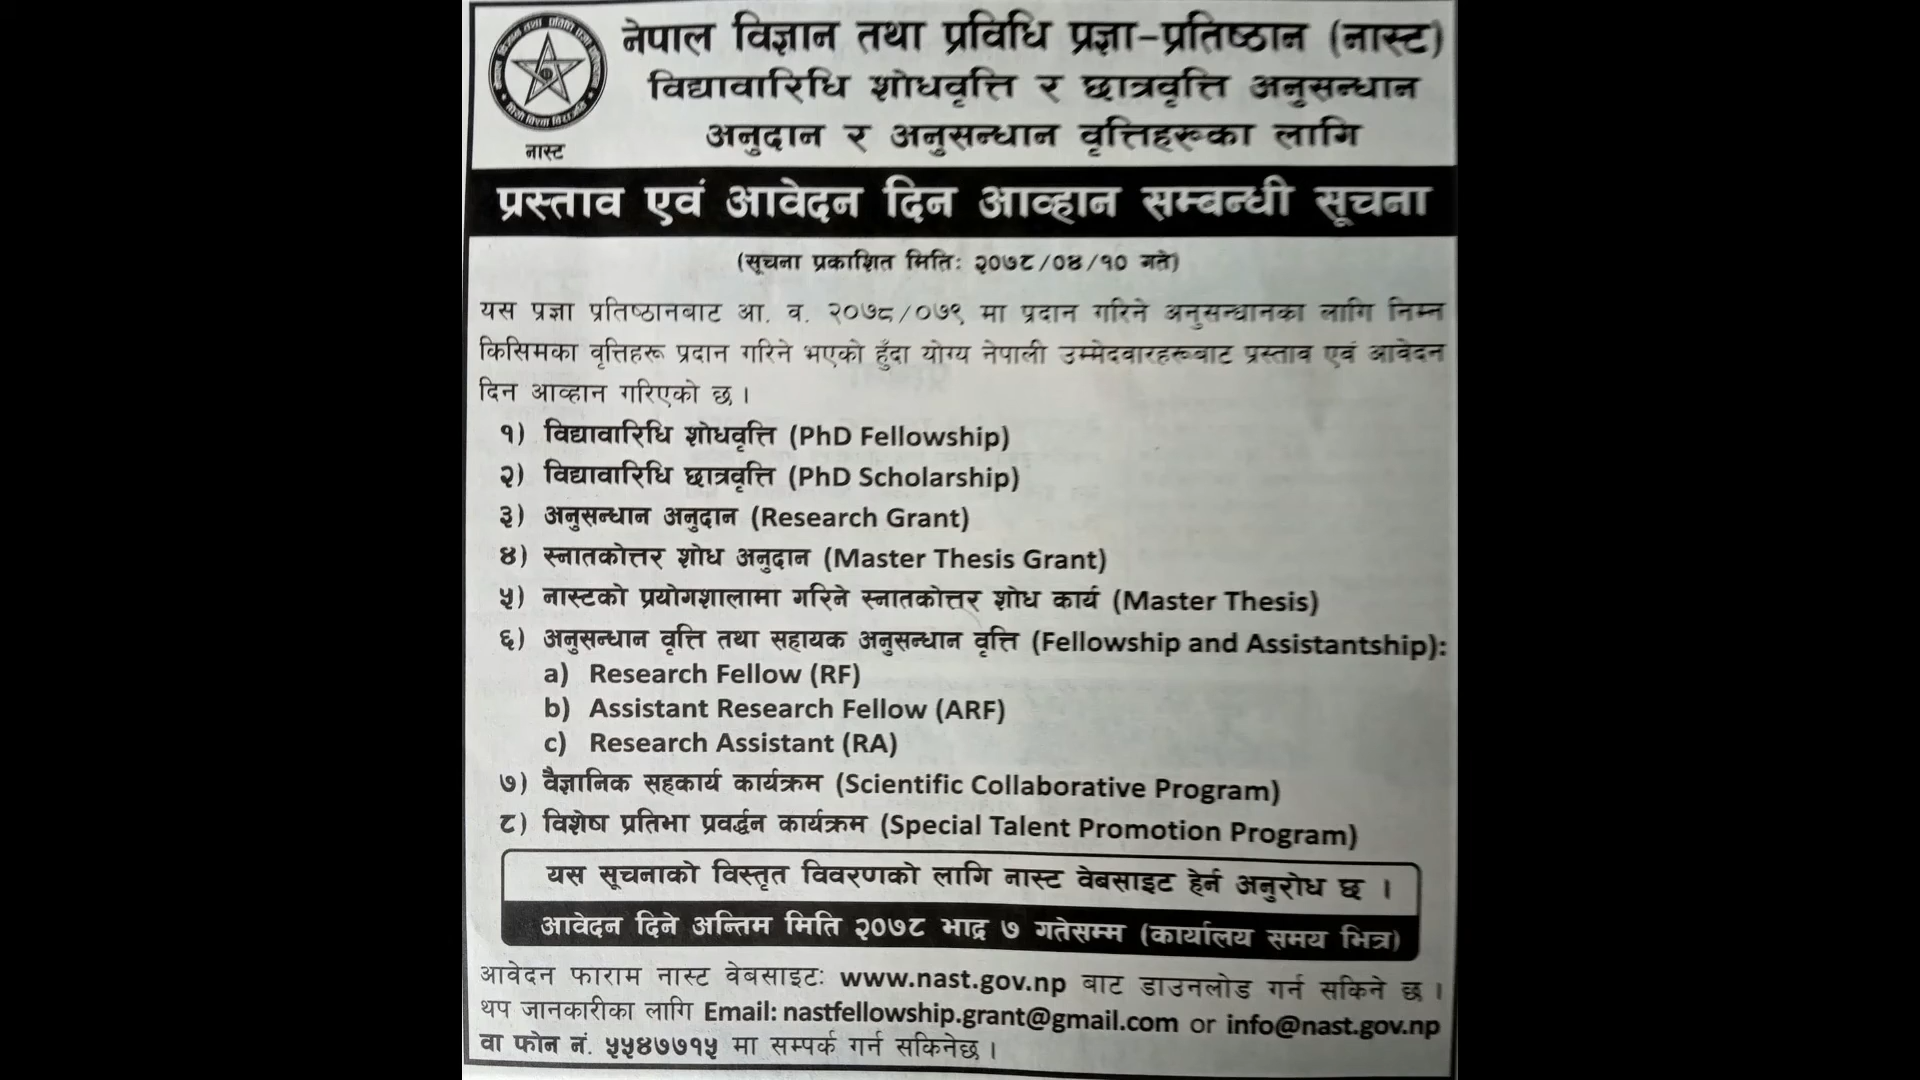 नेपाल विज्ञान तथा प्रविधि प्रज्ञा-प्रतिष्ठान (नास्ट)
विद्यावारिधि शोधवृत्ति र छात्रवृत्ति अनुसन्धान
अनुदान र अनुसन्धान वृत्तिहरूका लागि
नास्ट
प्रस्ताव एवं आवेदन दिन आव्हान सम्बन्धी सूचना
(सूचना प्रकाशित मितिः २०७८/०४/१० गते)
यस प्रज्ञा प्रतिष्ठानबाट आ. व. २०७८/०७९ मा प्रदान गरिने अनुसन्धानका लागि निम्न
किसिमका वृत्तिहरू प्रदान गरिने भएको हुँदा योग्य नेपाली उम्मेदवारहरूबाट प्रस्ताव एवं आवेदन
दिन आव्हान गरिएको छ ।
१) विद्यावारिधि शोधवृत्ति (PhD Fellowship)
२) विद्यावारिधि छात्रवृत्ति (PhD Scholarship)
३) अनुसन्धान अनुदान (Research Grant)
४) स्नातकोत्तर शोध अनुदान (Master Thesis Grant)
५) नास्टको प्रयोगशालामा गरिने स्नातकोत्तर शोध कार्य (Master Thesis)
६) अनुसन्धान वृत्ति तथा सहायक अनुसन्धान वृत्ति (Fellowship and Assistantship):
a) Research Fellow (RF)
b) Assistant Research Fellow (ARF)
c) Research Assistant (RA)
७) वैज्ञानिक सहकार्य कार्यक्रम (Scientific Collaborative Program)
८) विशेष प्रतिभा प्रवर्द्धन कार्यक्रम (Special Talent Promotion Program)
यस सूचनाको विस्तृत विवरणको लागि नास्ट वेबसाइट हेर्न अनुरोध छ ।
आवेदन दिने अन्तिम मिति २०७८ भाद्र ७ गतेसम्म (कार्यालय समय भित्र)
आवेदन फाराम नास्ट वेबसाइटः www.nast.gov.np बाट डाउनलोड गर्न सकिने छ ।
थप जानकारीका लागि Email: nastfellowship.grant@gmail.com or info@nast.gov.np
वा फोन नं. ५५४७७१५ मा सम्पर्क गर्न सकिनेछ ।